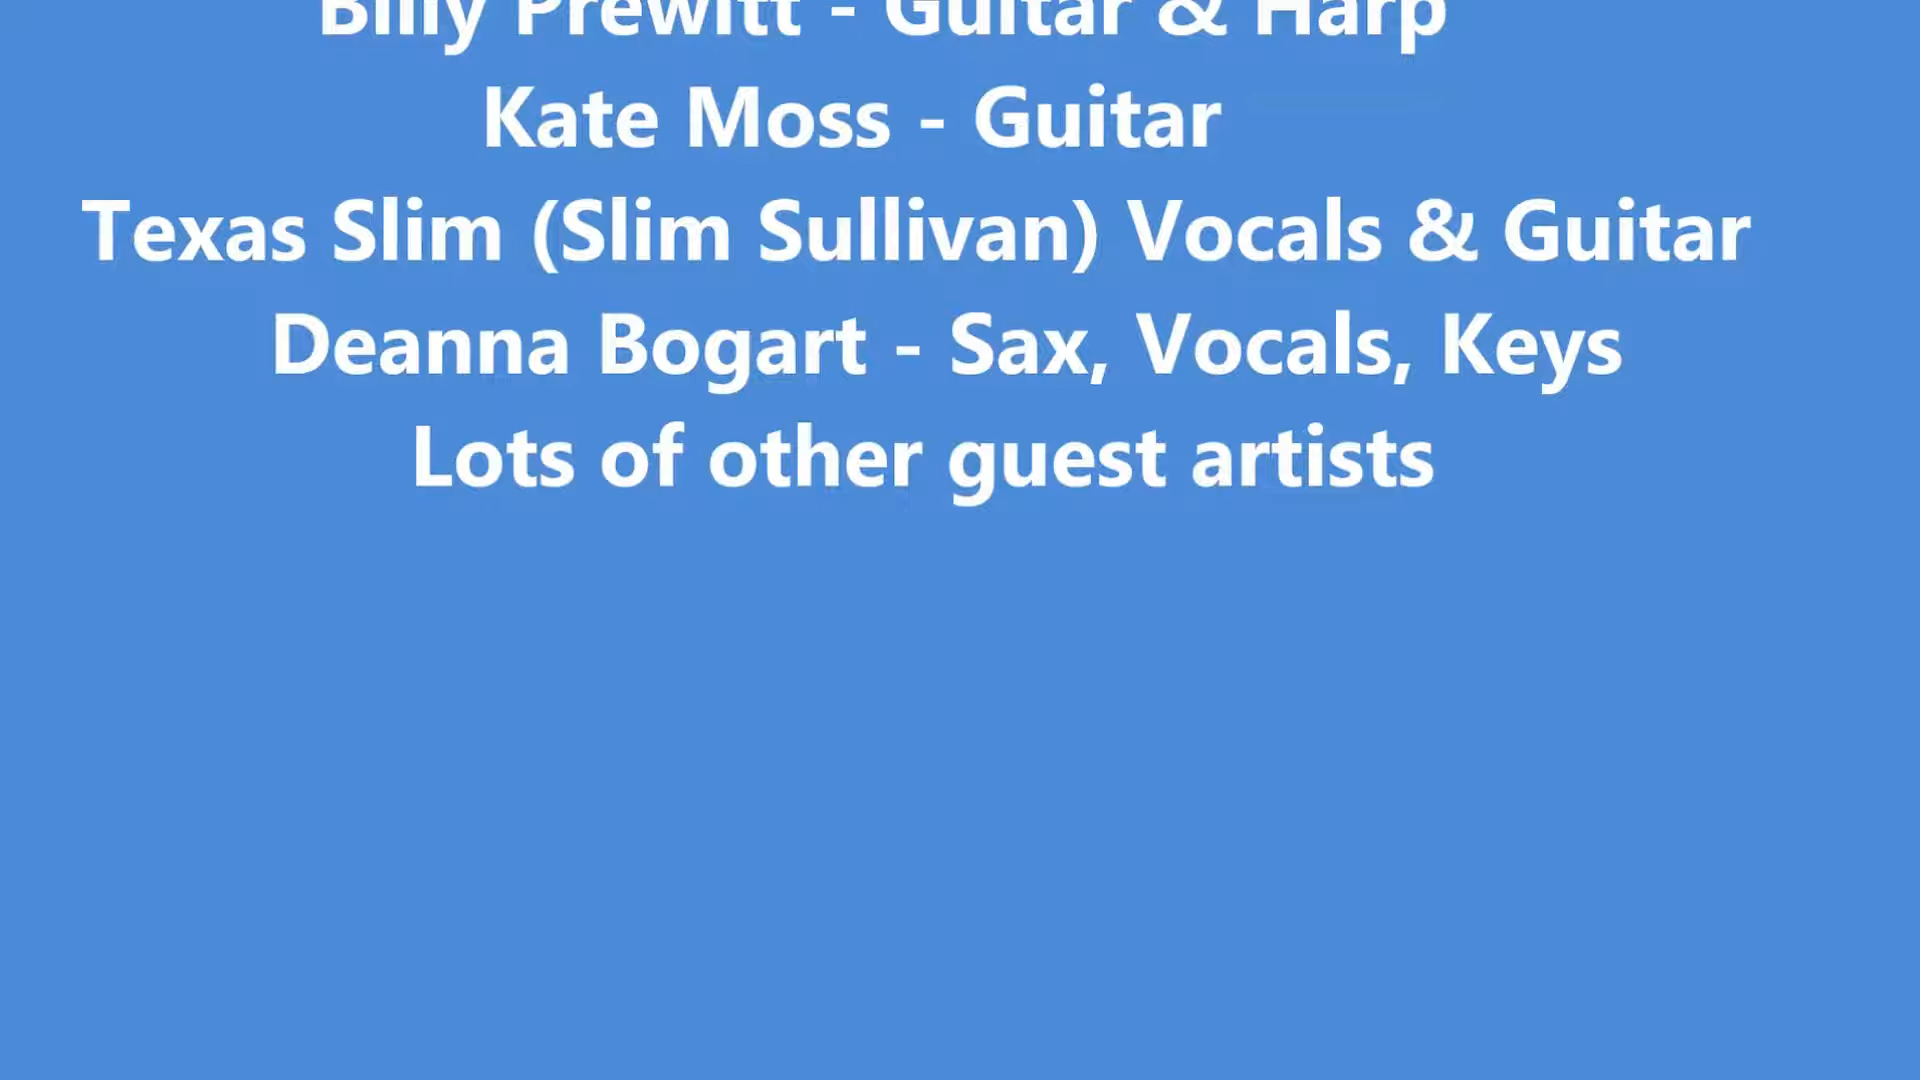 Billy Prewitt - Guitar & Harp
Kate Moss - Guitar
Texas Slim (Slim Sullivan) Vocals & Guitar
Deanna Bogart - Sax, Vocals, Keys
Lots of other guest artists